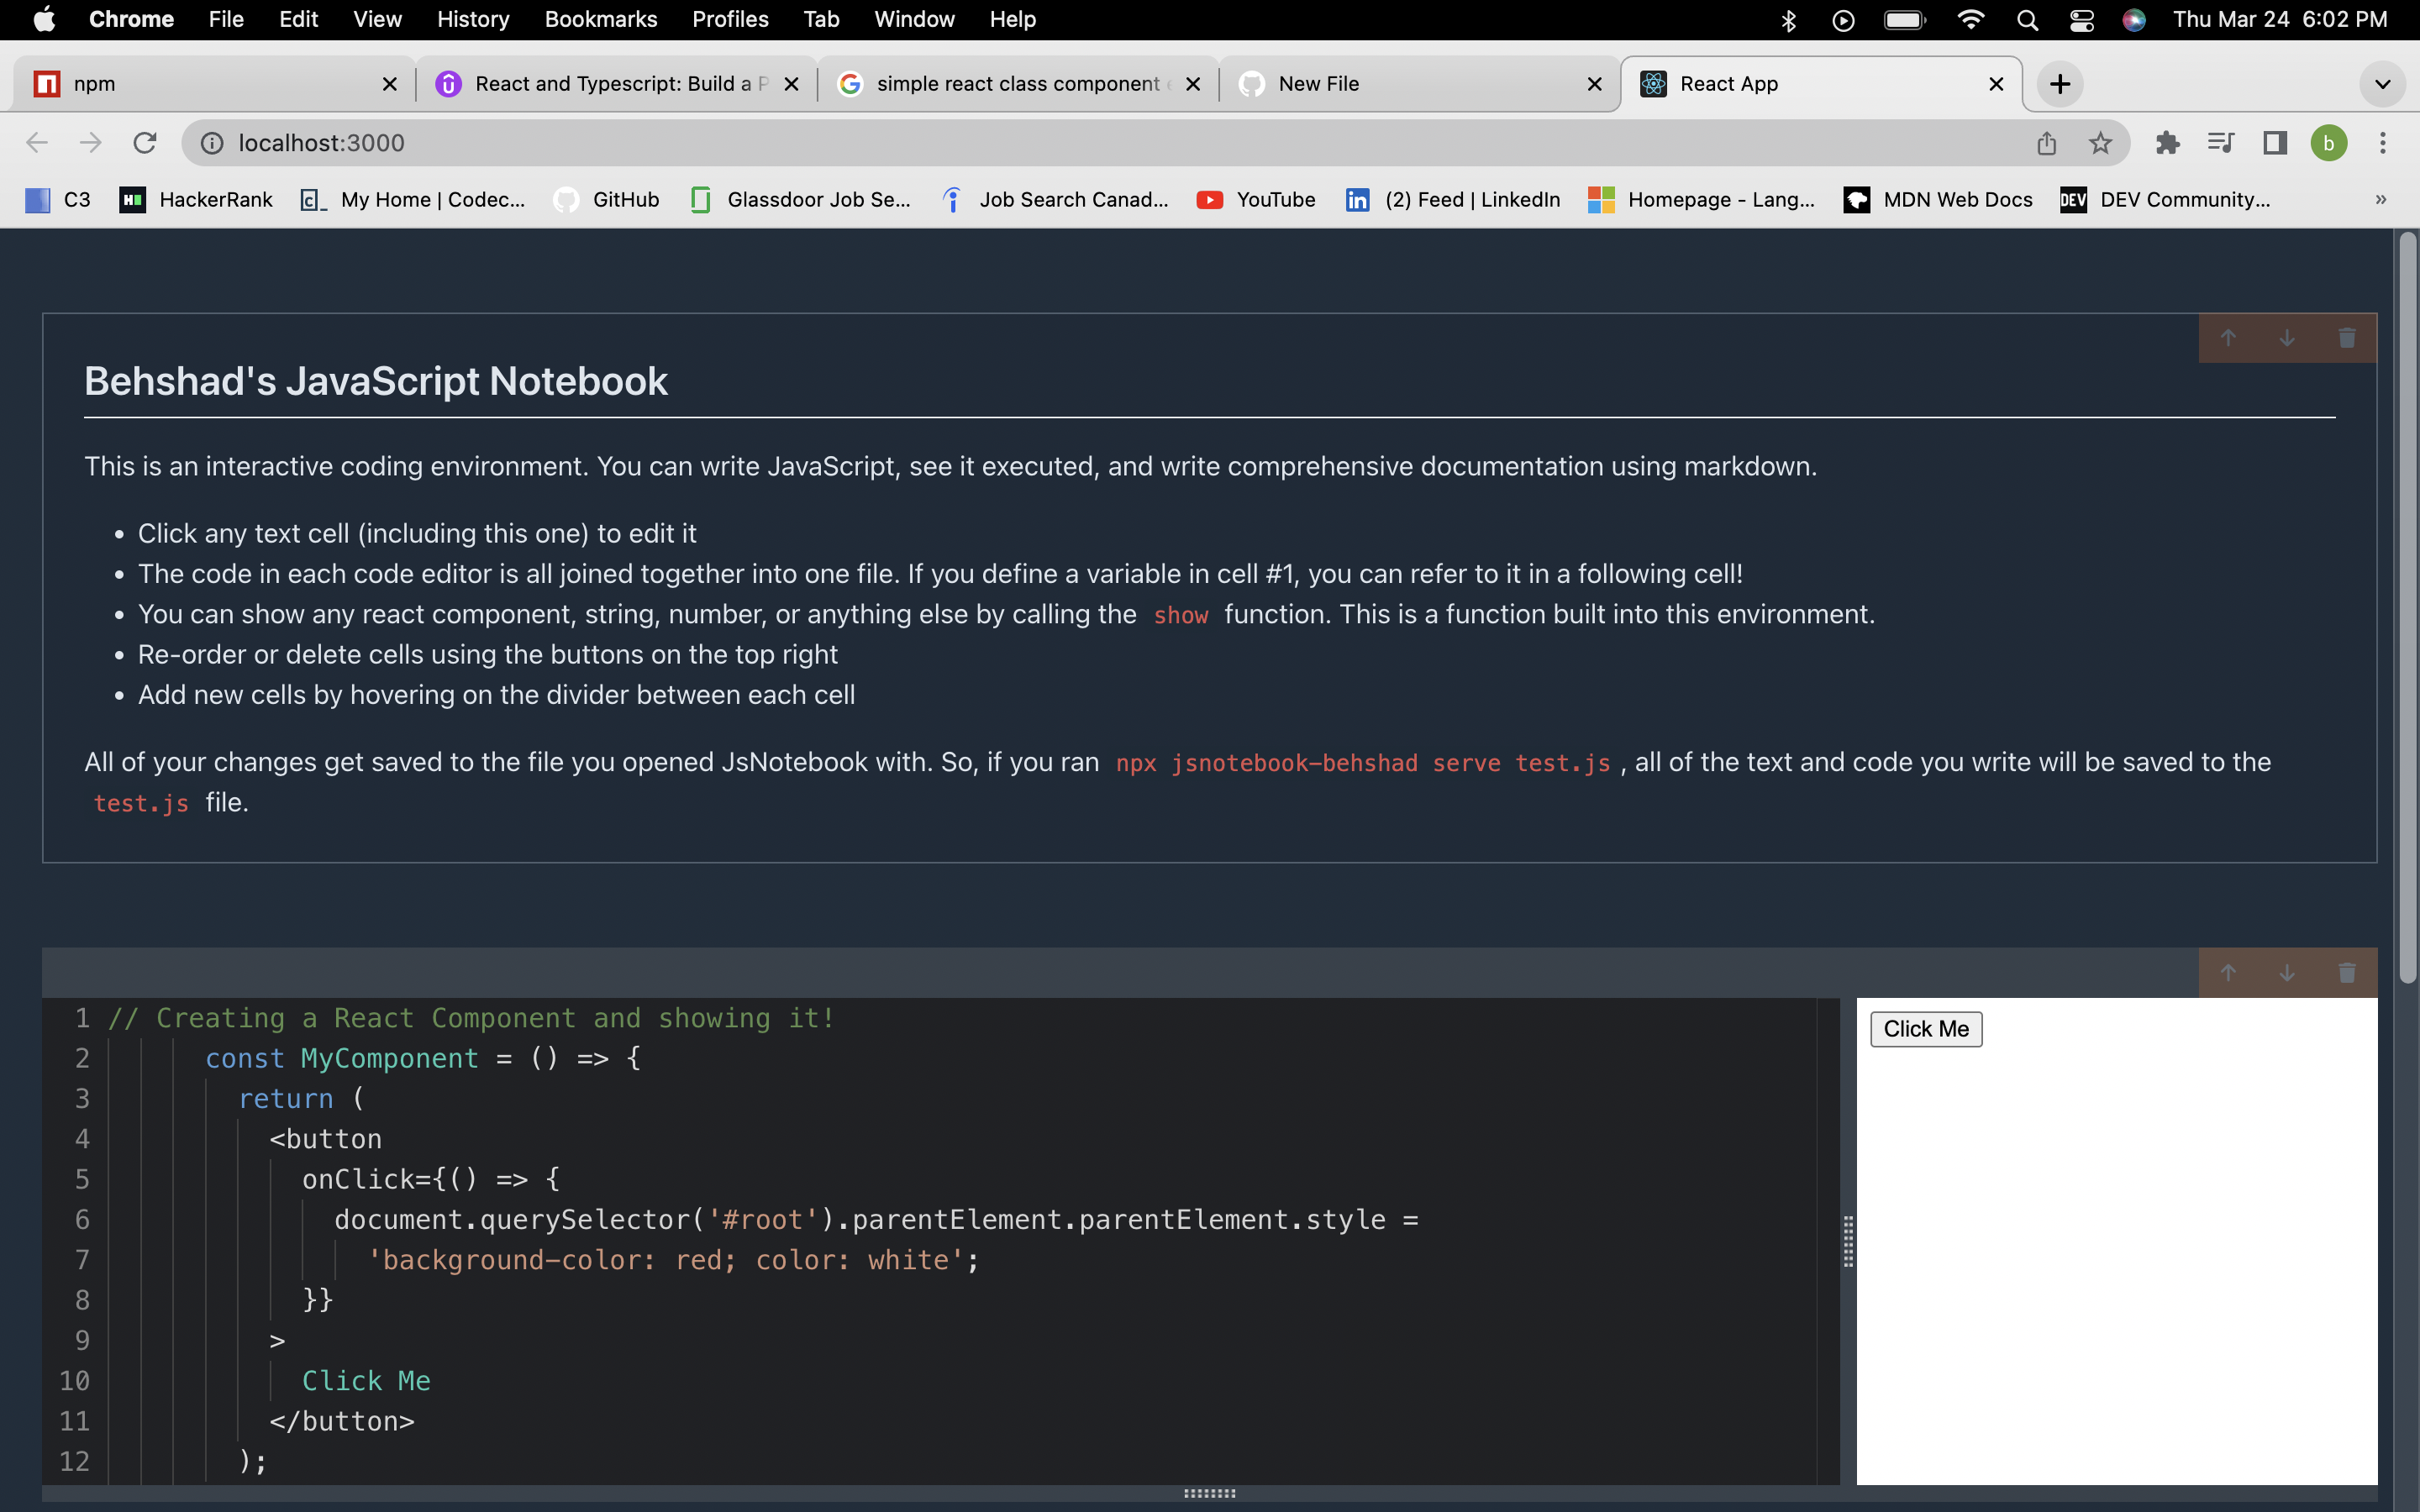 Chrome File Edit View History Bookmarks Profiles Tab Window Help Thu Mar 24 6:02 PM
npm React and Typescript: Build a P simple react class component New File React App
localhost:3000 b
C3 HackerRank My Home | Codec... GitHub Glassdoor Job Se... Job Search Canad... YouTube (2) Feed | LinkedIn Homepage - Lang... MDN Web Docs DEV DEV Community... »
Behshad's JavaScript Notebook
This is an interactive coding environment. You can write JavaScript, see it executed, and write comprehensive documentation using markdown.
• Click any text cell (including this one) to edit it
• The code in each code editor is all joined together into one file. If you define a variable in cell #1, you can refer to it in a following cell!
• You can show any react component, string, number, or anything else by calling the show function. This is a function built into this environment.
• Re-order or delete cells using the buttons on the top right
• Add new cells by hovering on the divider between each cell
All of your changes get saved to the file you opened JsNotebook with. So, if you ran npx jsnotebook-behshad serve test.js , all of the text and code you write will be saved to the
test.js file.
1 // Creating a React Component and showing it!
2 const MyComponent = () => {
3 return (
4 <button
5 onClick={() => {
6 document.querySelector('#root').parentElement.parentElement.style =
7 'background-color: red; color: white';
8 }}
9 >
10 Click Me
11 </button>
12 );
Click Me